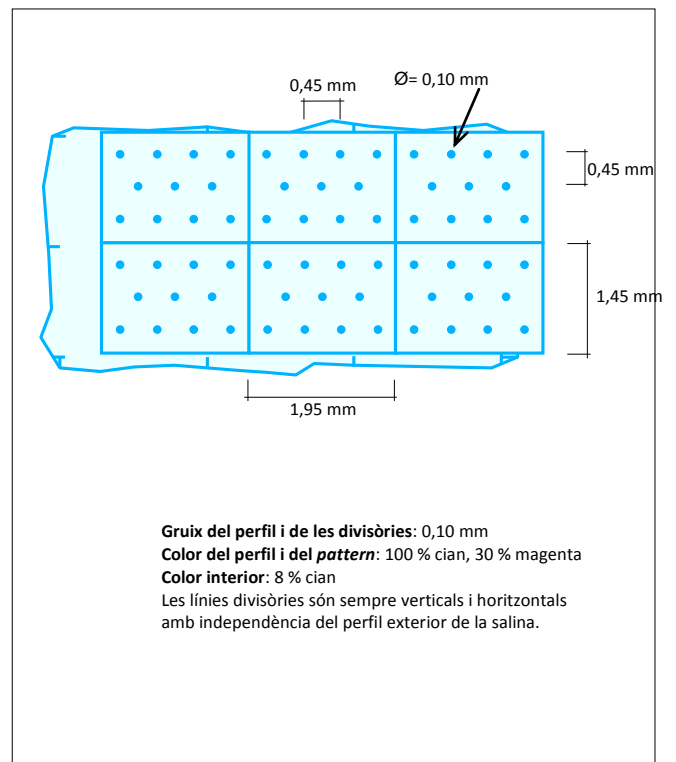 0,45 mm
Ø= 0,10 mm
0,45 mm
1,45 mm
1,95 mm
Gruix del perfil i de les divisòries: 0,10 mm
Color del perfil i del pattern: 100 % cian, 30 % magenta
Color interior: 8 % cian
Les línies divisòries són sempre verticals i horitzontals
amb independència del perfil exterior de la salina.